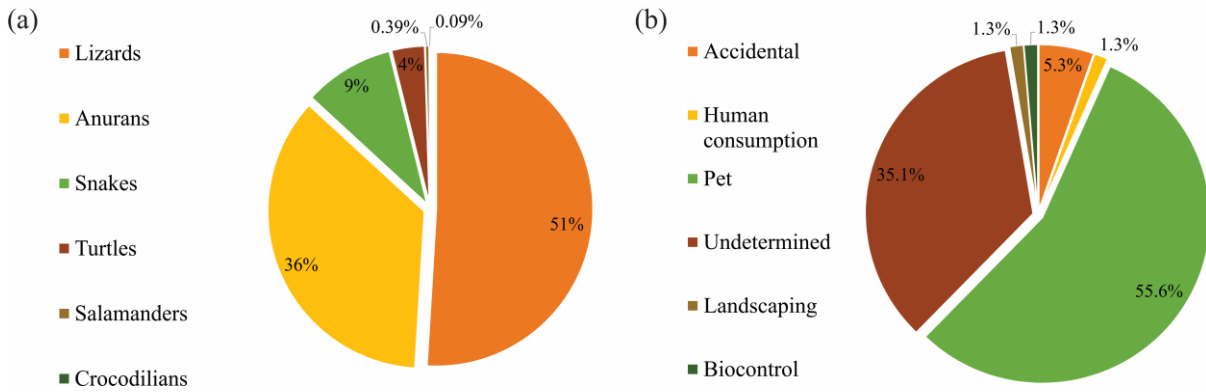 (a)
Lizards
Anurans
Snakes
Turtles
Salamanders
Crocodilians
0.39%
0.09%
4%
9%
51%
36%
(b)
Accidental
Human
consumption
Pet
Undetermined
Landscaping
Biocontrol
1.3%
1.3%
1.3%
5.3%
35.1%
55.6%